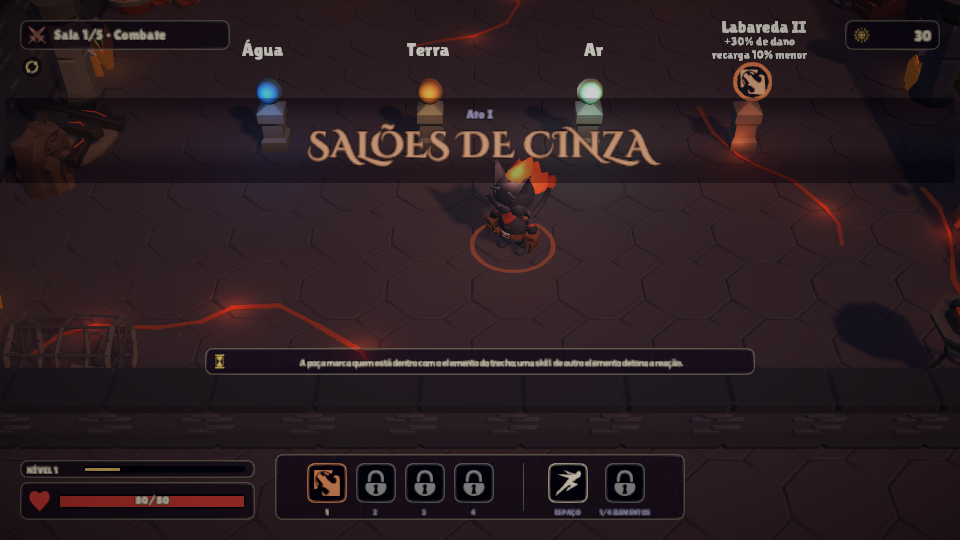 Sala 1/5 - Combate
Água
Terra
Ar
Labareda II
+30% de dano
recarga 10% menor
30
Ato I
SALÕES DE CINZA
A poça marca quem está dentro com o elemento do trecho; uma skill de outro elemento detona a reação.
NÍVEL 1
80/80
1
2
3
4
ESPAÇO
1/4 ELEMENTOS